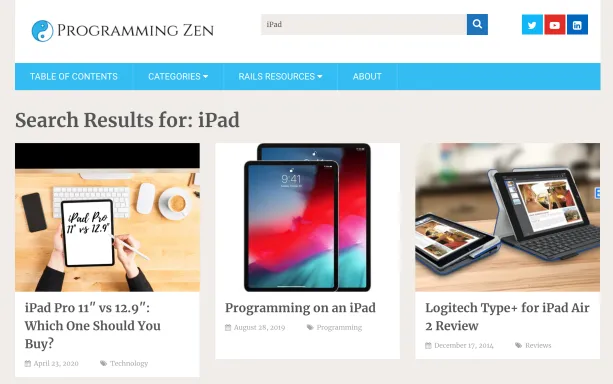 PROGRAMMING ZEN
iPad
TABLE OF CONTENTS CATEGORIES RAILS RESOURCES ABOUT
Search Results for: iPad
iPad Pro
11" vs 12.9"
9:41
iPad Pro 11″ vs 12.9″:
Which One Should You
Buy?
April 23, 2020 Technology
Programming on an iPad
August 28, 2019 Programming
Logitech Type+ for iPad Air
2 Review
December 17, 2014 Reviews